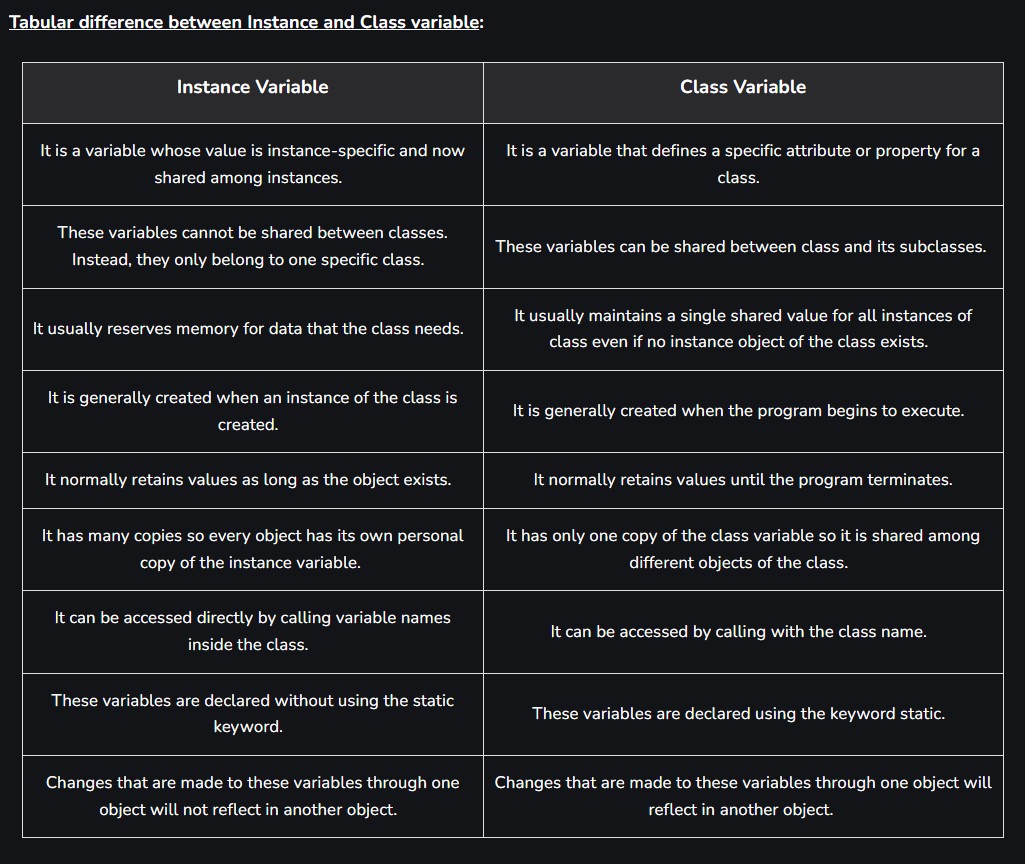 Tabular difference between Instance and Class variable:
Instance Variable
Class Variable
It is a variable whose value is instance-specific and now
shared among instances.
It is a variable that defines a specific attribute or property for a
class.
These variables cannot be shared between classes.
Instead, they only belong to one specific class.
These variables can be shared between class and its subclasses.
It usually reserves memory for data that the class needs.
It usually maintains a single shared value for all instances of
class even if no instance object of the class exists.
It is generally created when an instance of the class is
created.
It is generally created when the program begins to execute.
It normally retains values as long as the object exists.
It normally retains values until the program terminates.
It has many copies so every object has its own personal
copy of the instance variable.
It has only one copy of the class variable so it is shared among
different objects of the class.
It can be accessed directly by calling variable names
inside the class.
It can be accessed by calling with the class name.
These variables are declared without using the static
keyword.
These variables are declared using the keyword static.
Changes that are made to these variables through one
object will not reflect in another object.
Changes that are made to these variables through one object will
reflect in another object.